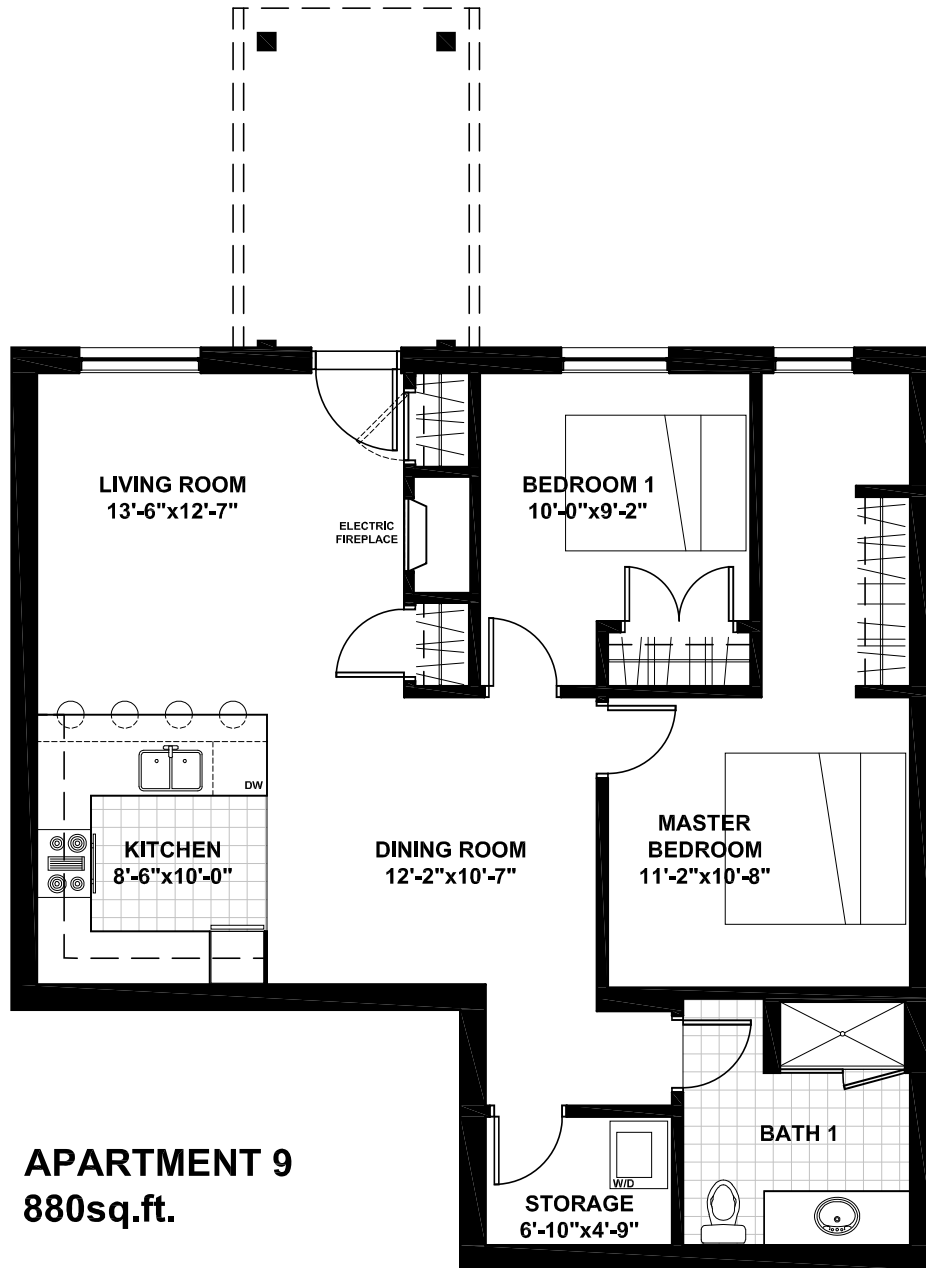 LIVING ROOM
13'-6"x12'-7"
ELECTRIC
FIREPLACE
BEDROOM 1
10'-0"x9'-2"
DW
KITCHEN
8'-6"x10'-0"
DINING ROOM
12'-2"x10'-7"
MASTER
BEDROOM
11'-2"x10'-8"
BATH 1
W/D
STORAGE
6'-10"x4'-9"
APARTMENT 9
880sq.ft.